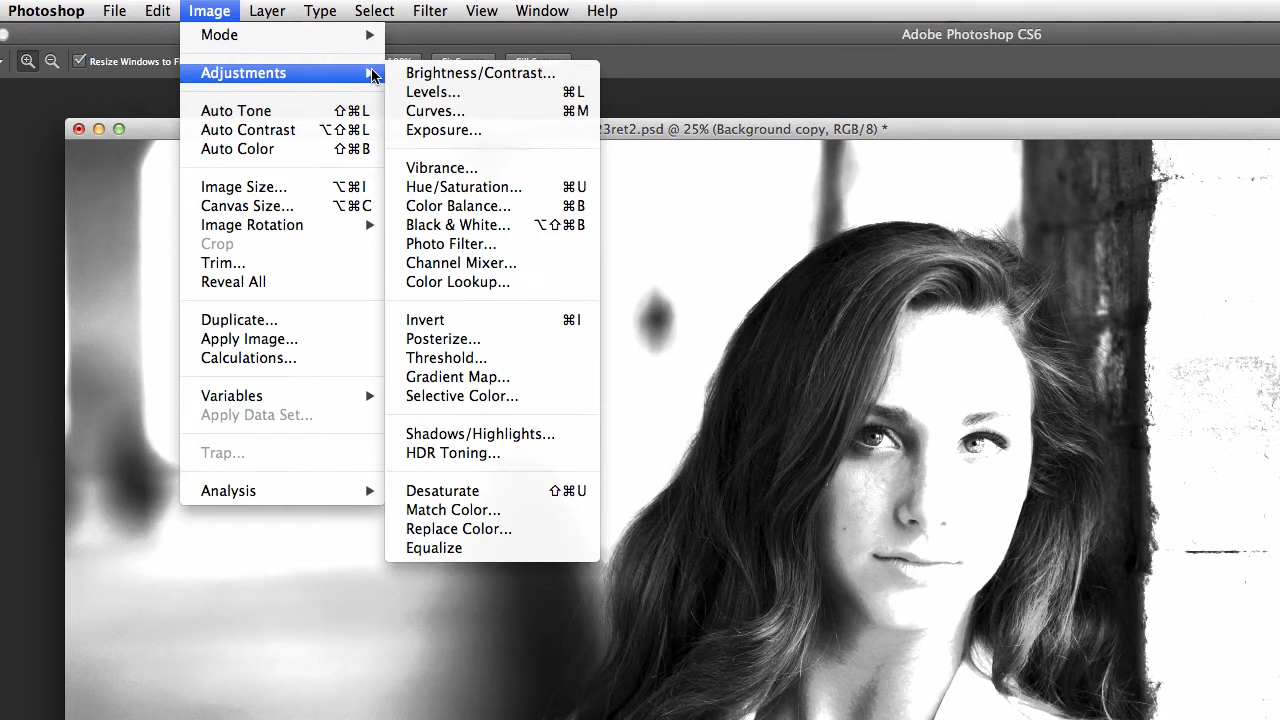 Photoshop File Edit Image Layer Type Select Filter View Window Help
Adobe Photoshop CS6
Resize Windows to F
100%
23ret2.psd @ 25% (Background copy, RGB/8) *
Mode
Adjustments
Auto Tone ⇧⌘L
Auto Contrast ⌥⇧⌘L
Auto Color ⇧⌘B
Image Size... ⌥⌘I
Canvas Size... ⌥⌘C
Image Rotation
Crop
Trim...
Reveal All
Duplicate...
Apply Image...
Calculations...
Variables
Apply Data Set...
Trap...
Analysis
Brightness/Contrast...
Levels... ⌘L
Curves... ⌘M
Exposure...
Vibrance...
Hue/Saturation... ⌘U
Color Balance... ⌘B
Black & White... ⌥⇧⌘B
Photo Filter...
Channel Mixer...
Color Lookup...
Invert ⌘I
Posterize...
Threshold...
Gradient Map...
Selective Color...
Shadows/Highlights...
HDR Toning...
Desaturate ⇧⌘U
Match Color...
Replace Color...
Equalize